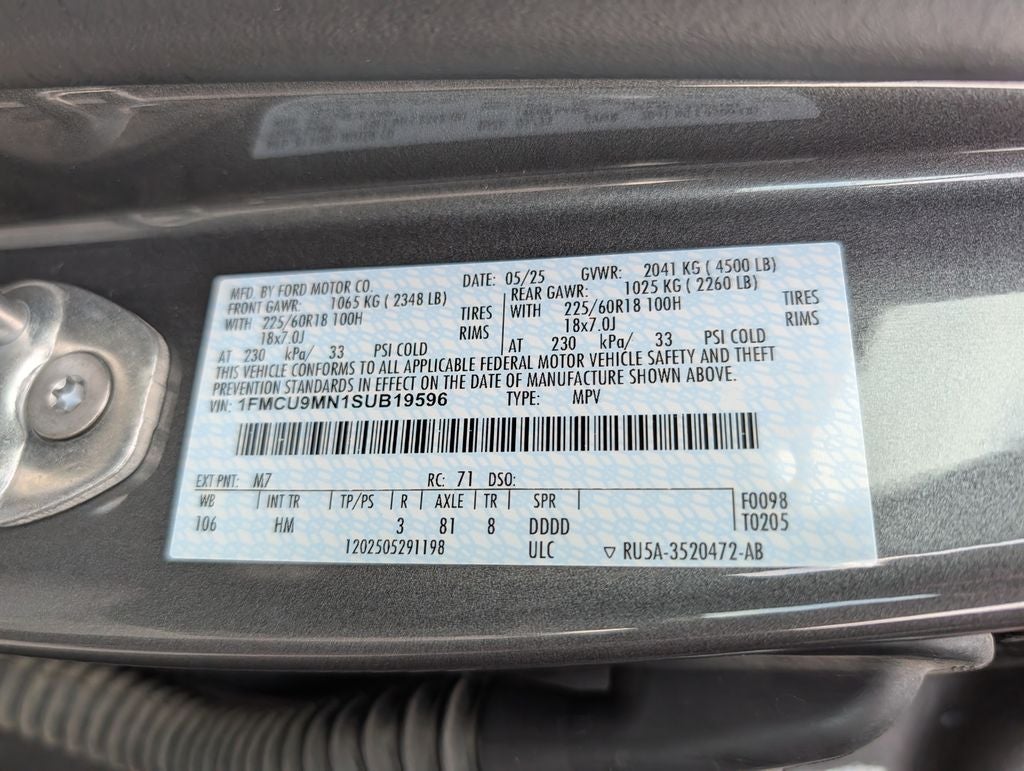 MFD. BY FORD MOTOR CO. DATE: 05/25 GVWR: 2041 KG ( 4500 LB)
FRONT GAWR: 1065 KG ( 2348 LB) REAR GAWR: 1025 KG ( 2260 LB)
WITH 225/60R18 100H TIRES WITH 225/60R18 100H TIRES
18x7.0J RIMS 18x7.0J RIMS
AT 230 kPa/ 33 PSI COLD AT 230 kPa/ 33 PSI COLD
THIS VEHICLE CONFORMS TO ALL APPLICABLE FEDERAL MOTOR VEHICLE SAFETY AND THEFT
PREVENTION STANDARDS IN EFFECT ON THE DATE OF MANUFACTURE SHOWN ABOVE.
VIN: 1FMCU9MN1SUB19596 TYPE: MPV
EXT PNT: M7 RC: 71 DSO:
WB INT TR TP/PS R AXLE TR SPR F0098
106 HM 3 81 8 DDDD T0205
1202505291198 ULC ▽ RU5A-3520472-AB